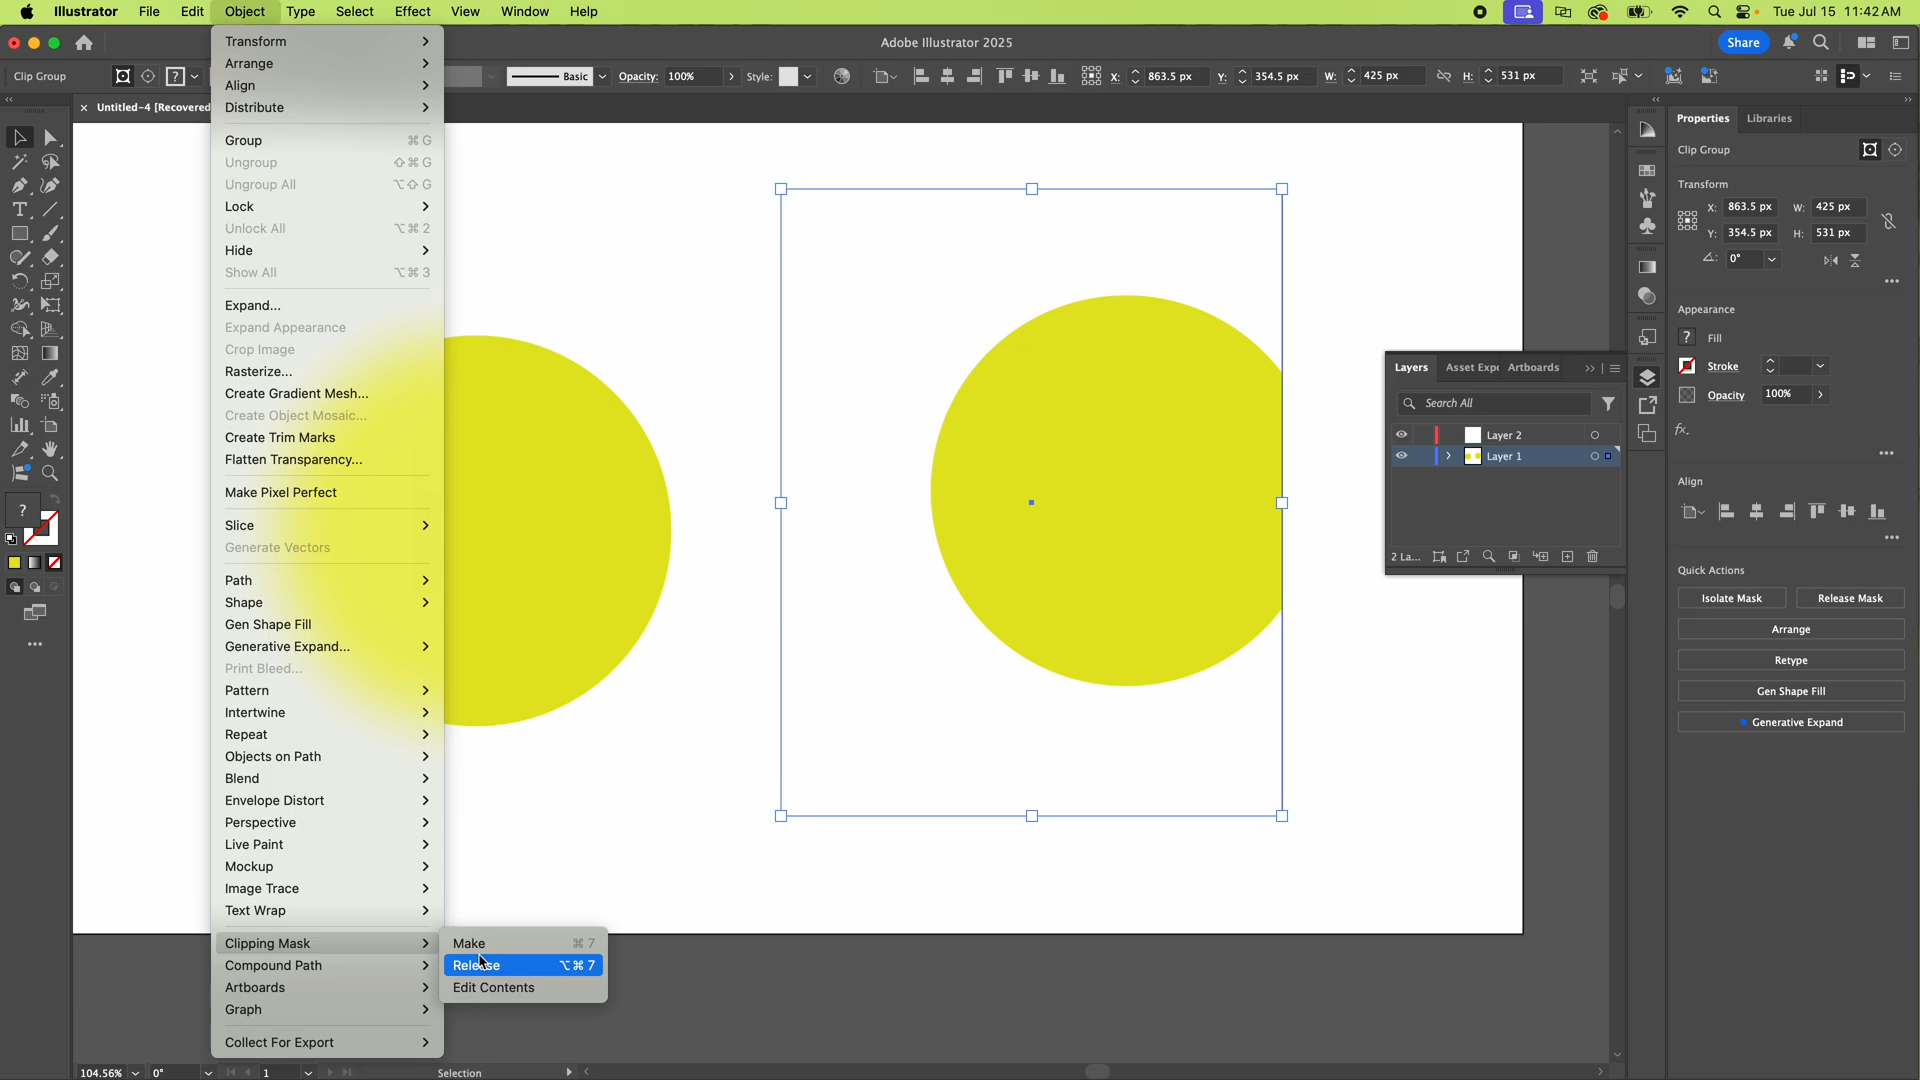 Illustrator File Edit Object Type Select Effect View Window Help Tue Jul 15 11:42 AM
Adobe Illustrator 2025 Share
Clip Group ? Basic Opacity: 100% Style: X: 863.5 px Y: 354.5 px W: 425 px H: 531 px
Untitled-4 [Recovered
Transform
Arrange
Align
Distribute
Group ⌘ G
Ungroup ⇧⌘ G
Ungroup All ⌥⇧ G
Lock
Unlock All ⌥⌘ 2
Hide
Show All ⌥⌘ 3
Expand...
Expand Appearance
Crop Image
Rasterize...
Create Gradient Mesh...
Create Object Mosaic...
Create Trim Marks
Flatten Transparency...
Make Pixel Perfect
Slice
Generate Vectors
Path
Shape
Gen Shape Fill
Generative Expand...
Print Bleed...
Pattern
Intertwine
Repeat
Objects on Path
Blend
Envelope Distort
Perspective
Live Paint
Mockup
Image Trace
Text Wrap
Clipping Mask
Compound Path
Artboards
Graph
Collect For Export
Make ⌘ 7
Release ⌥⌘ 7
Edit Contents
?
Layers Asset Expo Artboards
Search All
Layer 2
Layer 1
2 La...
Properties Libraries
Clip Group
Transform
X: 863.5 px W: 425 px
Y: 354.5 px H: 531 px
0°
Appearance
? Fill
Stroke
Opacity 100%
fx.
Align
Quick Actions
Isolate Mask Release Mask
Arrange
Retype
Gen Shape Fill
Generative Expand
104.56% 0° 1 Selection